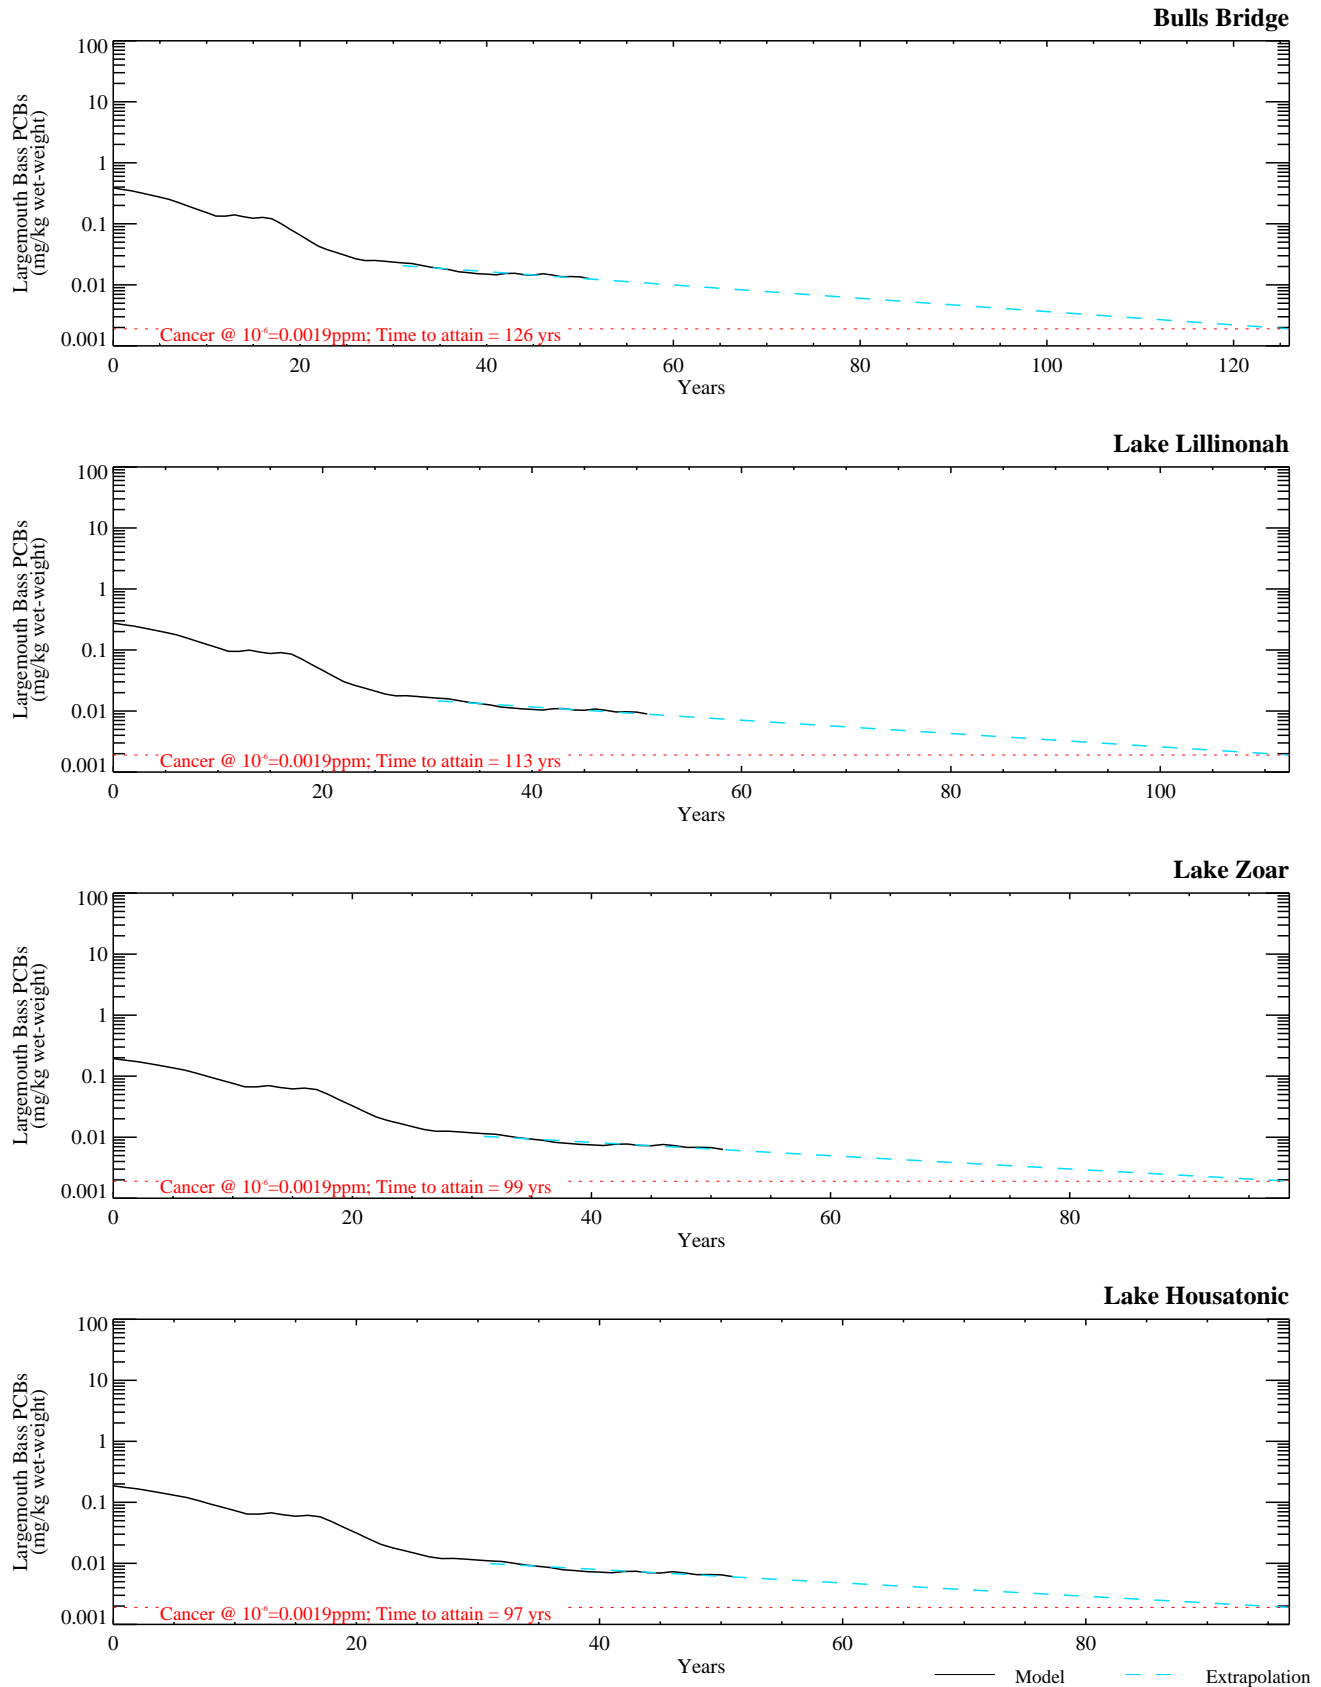 Bulls Bridge
Largemouth Bass PCBs
(mg/kg wet-weight)
100
10
1
0.1
0.01
0.001
Cancer @ 10⁻⁶=0.0019ppm; Time to attain = 126 yrs
0 20 40 60 80 100 120
Years
Lake Lillinonah
Largemouth Bass PCBs
(mg/kg wet-weight)
100
10
1
0.1
0.01
0.001
Cancer @ 10⁻⁶=0.0019ppm; Time to attain = 113 yrs
0 20 40 60 80 100
Years
Lake Zoar
Largemouth Bass PCBs
(mg/kg wet-weight)
100
10
1
0.1
0.01
0.001
Cancer @ 10⁻⁶=0.0019ppm; Time to attain = 99 yrs
0 20 40 60 80
Years
Lake Housatonic
Largemouth Bass PCBs
(mg/kg wet-weight)
100
10
1
0.1
0.01
0.001
Cancer @ 10⁻⁶=0.0019ppm; Time to attain = 97 yrs
0 20 40 60 80
Years
Model Extrapolation